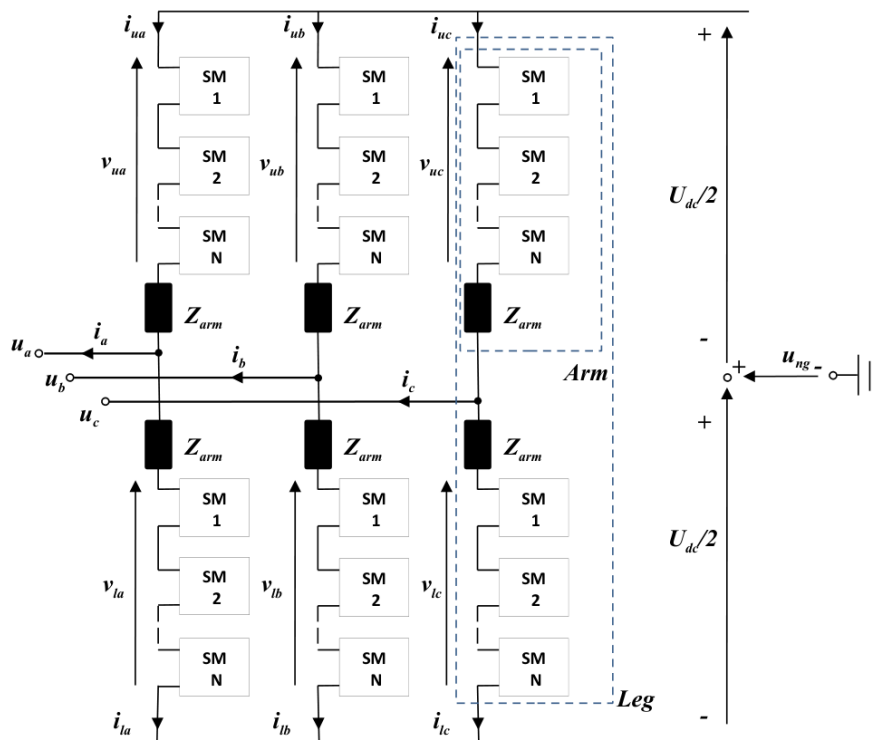 i_ua i_ub i_uc
+
SM 1 SM 1 SM 1
v_ua v_ub v_uc
SM 2 SM 2 SM 2
U_dc/2
SM N SM N SM N
Z_arm Z_arm Z_arm
-
u_a i_a
u_b i_b
Arm
+ u_ng -
u_c i_c
+
Z_arm Z_arm Z_arm
SM 1 SM 1 SM 1
U_dc/2
v_la v_lb v_lc
SM 2 SM 2 SM 2
SM N SM N SM N
Leg
-
i_la i_lb i_lc